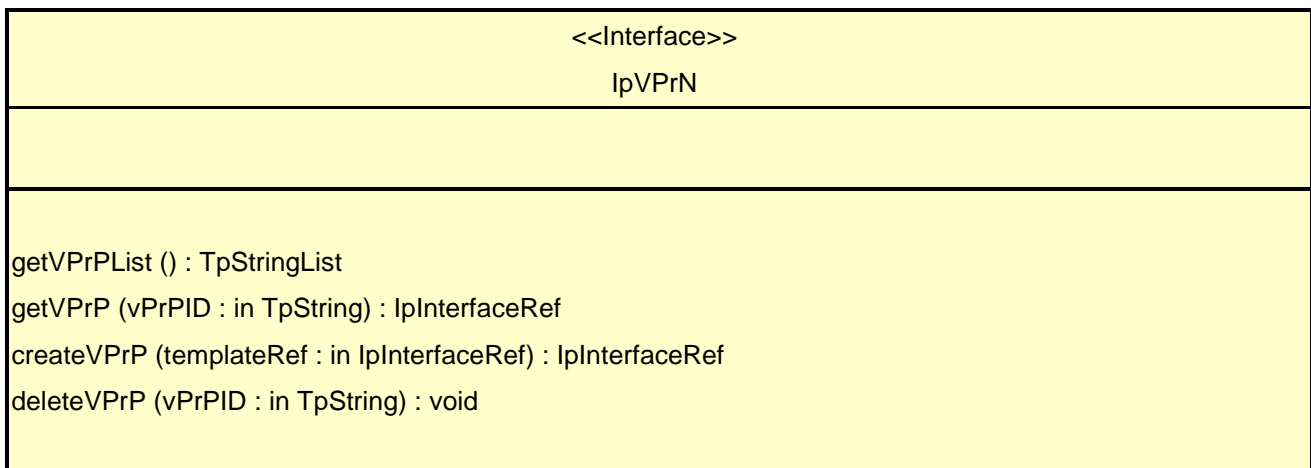 <<Interface>>
IpVPrN
getVPrPList () : TpStringList
getVPrP (vPrPID : in TpString) : IpInterfaceRef
createVPrP (templateRef : in IpInterfaceRef) : IpInterfaceRef
deleteVPrP (vPrPID : in TpString) : void